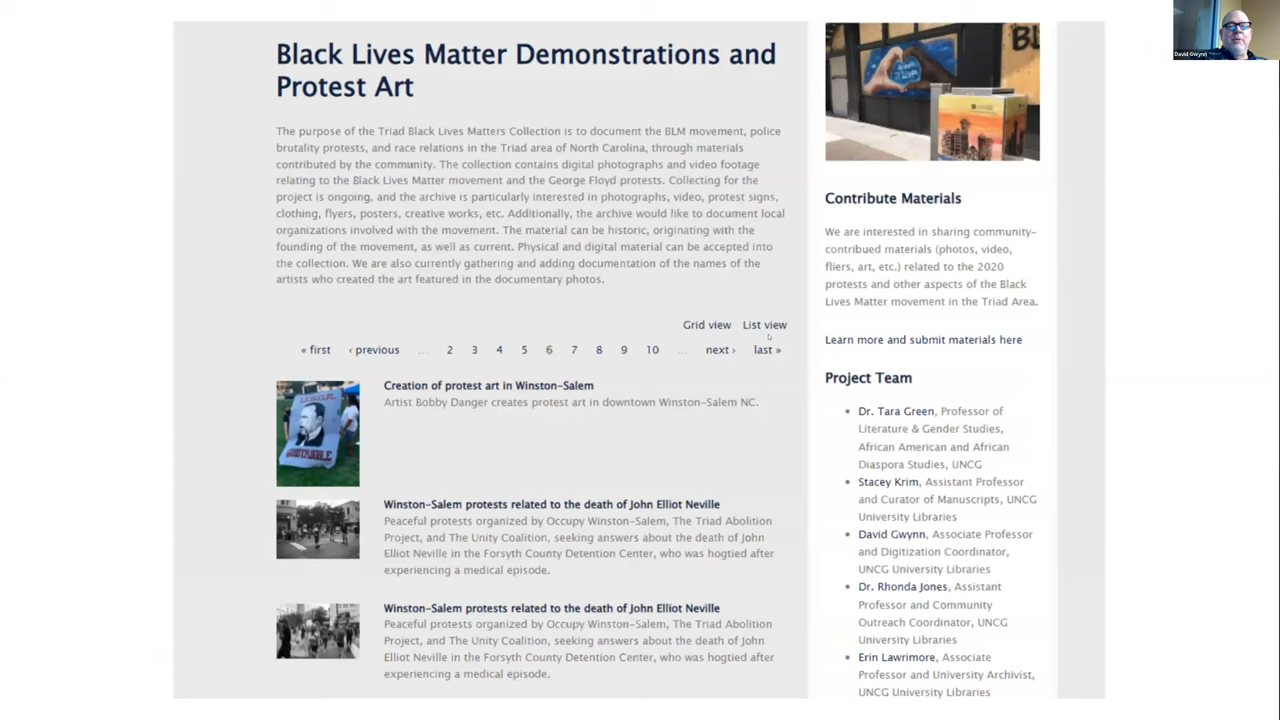 Black Lives Matter Demonstrations and
Protest Art
The purpose of the Triad Black Lives Matters Collection is to document the BLM movement, police
brutality protests, and race relations in the Triad area of North Carolina, through materials
contributed by the community. The collection contains digital photographs and video footage
relating to the Black Lives Matter movement and the George Floyd protests. Collecting for the
project is ongoing, and the archive is particularly interested in photographs, video, protest signs,
clothing, flyers, posters, creative works, etc. Additionally, the archive would like to document local
organizations involved with the movement. The material can be historic, originating with the
founding of the movement, as well as current. Physical and digital material can be accepted into
the collection. We are also currently gathering and adding documentation of the names of the
artists who created the art featured in the documentary photos.
Grid view List view
« first ‹ previous ... 2 3 4 5 6 7 8 9 10 ... next › last »
Creation of protest art in Winston-Salem
Artist Bobby Danger creates protest art in downtown Winston-Salem NC.
Winston-Salem protests related to the death of John Elliot Neville
Peaceful protests organized by Occupy Winston-Salem, The Triad Abolition
Project, and The Unity Coalition, seeking answers about the death of John
Elliot Neville in the Forsyth County Detention Center, who was hogtied after
experiencing a medical episode.
Winston-Salem protests related to the death of John Elliot Neville
Peaceful protests organized by Occupy Winston-Salem, The Triad Abolition
Project, and The Unity Coalition, seeking answers about the death of John
Elliot Neville in the Forsyth County Detention Center, who was hogtied after
experiencing a medical episode.
BL
Contribute Materials
We are interested in sharing community-
contribued materials (photos, video,
fliers, art, etc.) related to the 2020
protests and other aspects of the Black
Lives Matter movement in the Triad Area.
Learn more and submit materials here
Project Team
Dr. Tara Green, Professor of
Literature & Gender Studies,
African American and African
Diaspora Studies, UNCG
Stacey Krim, Assistant Professor
and Curator of Manuscripts, UNCG
University Libraries
David Gwynn, Associate Professor
and Digitization Coordinator,
UNCG University Libraries
Dr. Rhonda Jones, Assistant
Professor and Community
Outreach Coordinator, UNCG
University Libraries
Erin Lawrimore, Associate
Professor and University Archivist,
UNCG University Libraries
David Gwynn